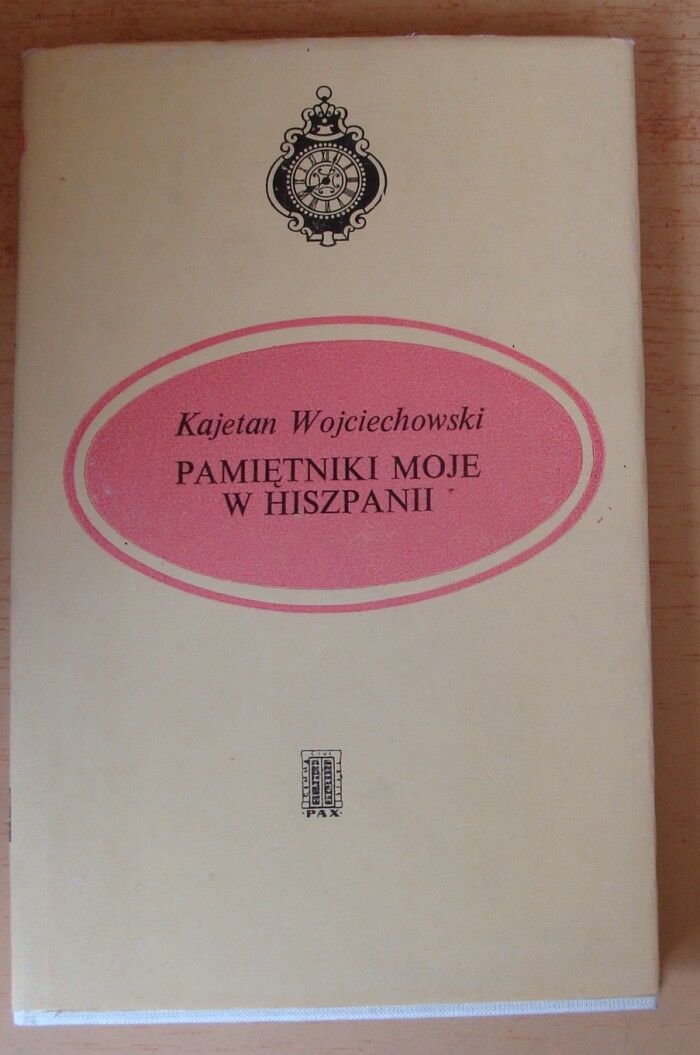 Kajetan Wojciechowski
PAMIĘTNIKI MOJE
W HISZPANII
·PAX·